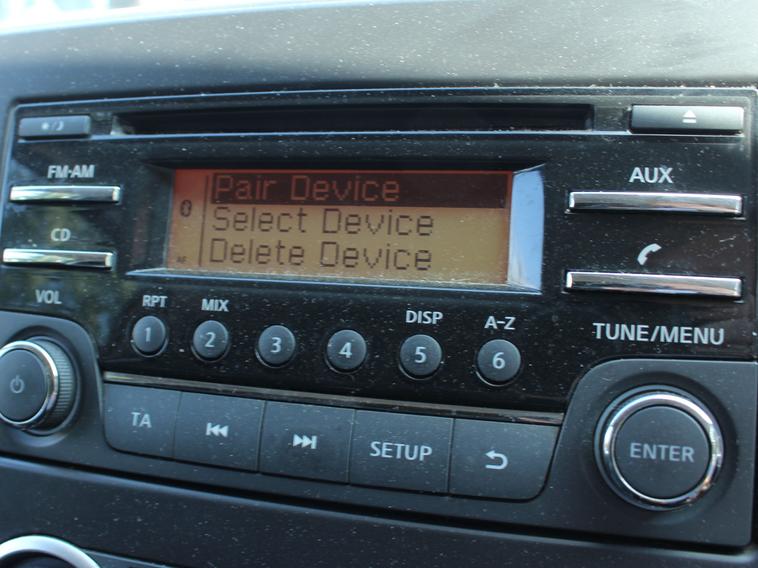 FM·AM
AUX
Pair Device
Select Device
Delete Device
CD
AF
VOL
RPT
MIX
DISP
A-Z
TUNE/MENU
1
2
3
4
5
6
TA
SETUP
ENTER